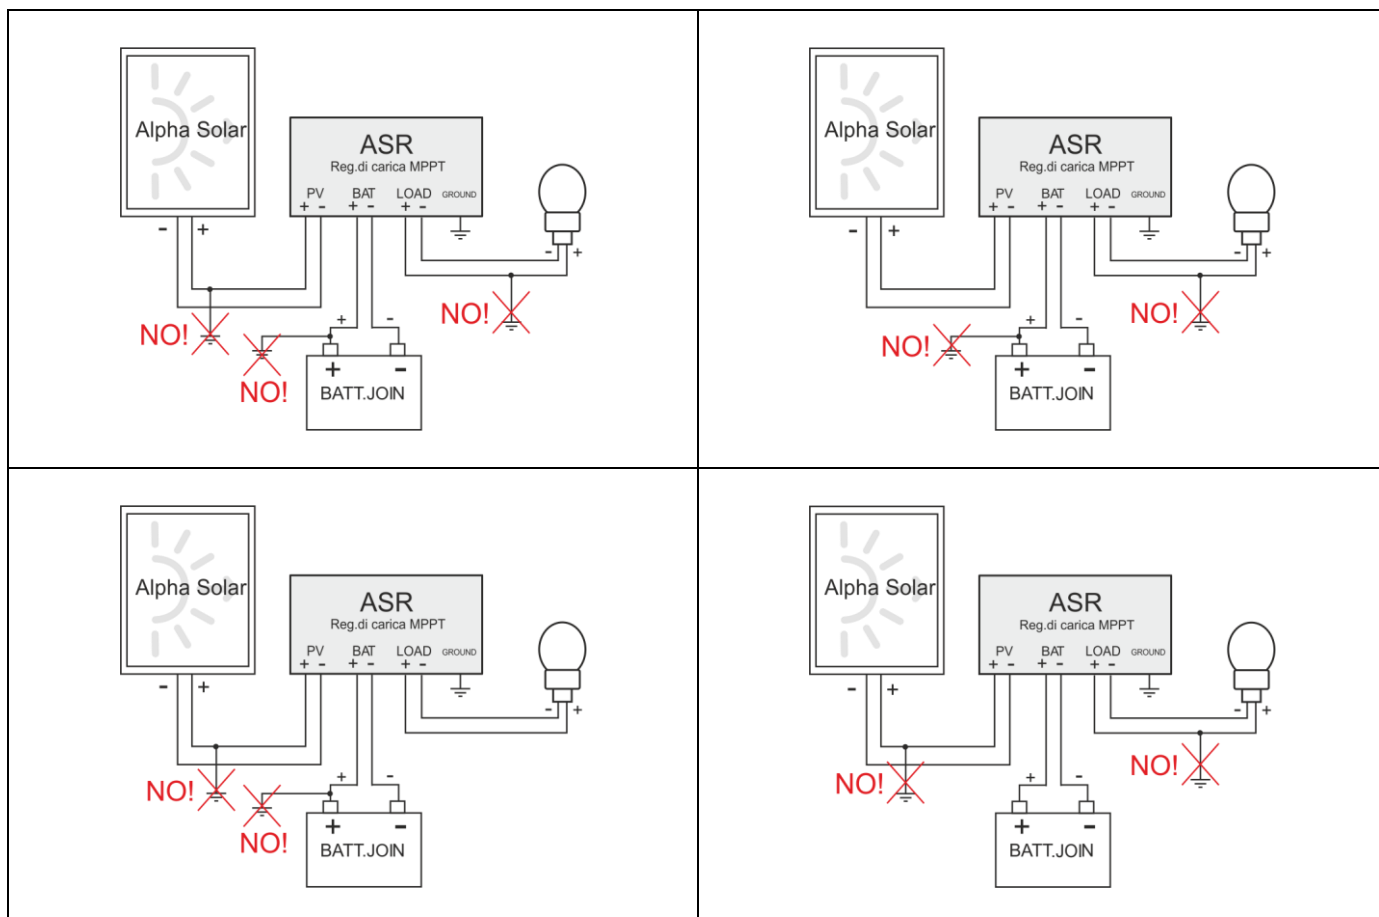 Alpha Solar
ASR
Reg.di carica MPPT
PV BAT LOAD GROUND
+ - + - + -
- +
- +
NO!
NO!
NO!
+ -
+ -
BATT.JOIN
Alpha Solar
ASR
Reg.di carica MPPT
PV BAT LOAD GROUND
+ - + - + -
- +
- +
NO!
NO!
+ -
+ -
BATT.JOIN
Alpha Solar
ASR
Reg.di carica MPPT
PV BAT LOAD GROUND
+ - + - + -
- +
- +
NO!
NO!
+ -
+ -
BATT.JOIN
Alpha Solar
ASR
Reg.di carica MPPT
PV BAT LOAD GROUND
+ - + - + -
- +
- +
NO!
NO!
+ -
+ -
BATT.JOIN